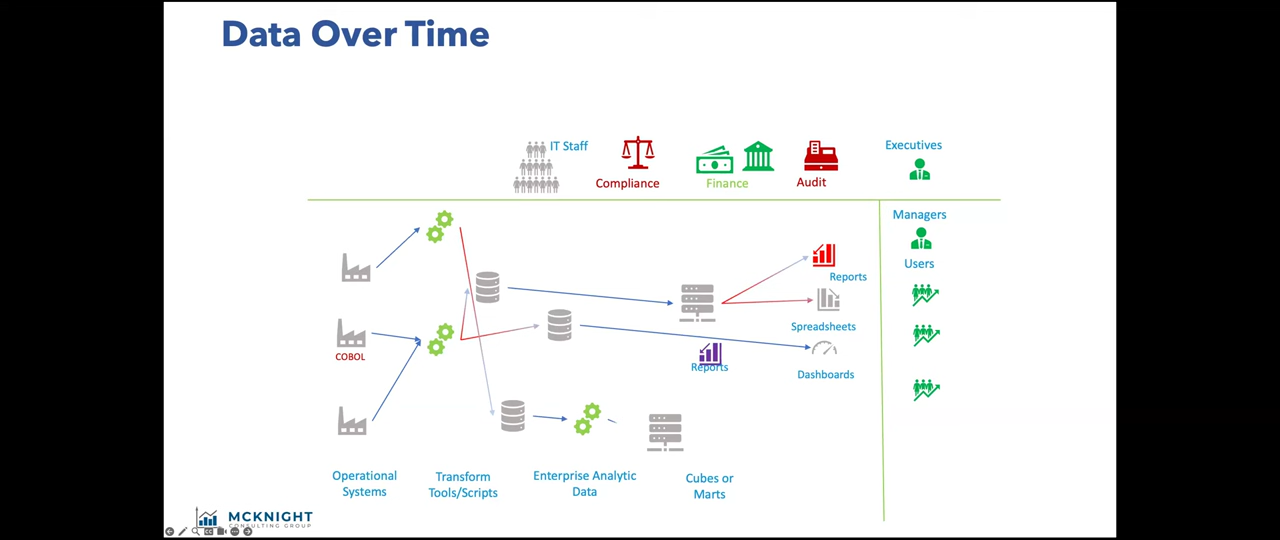 Data Over Time
IT Staff
Compliance
Finance
Audit
Executives
Managers
Users
Reports
Spreadsheets
COBOL
Reports
Dashboards
Operational
Systems
Transform
Tools/Scripts
Enterprise Analytic
Data
Cubes or
Marts
MCKNIGHT
CONSULTING GROUP